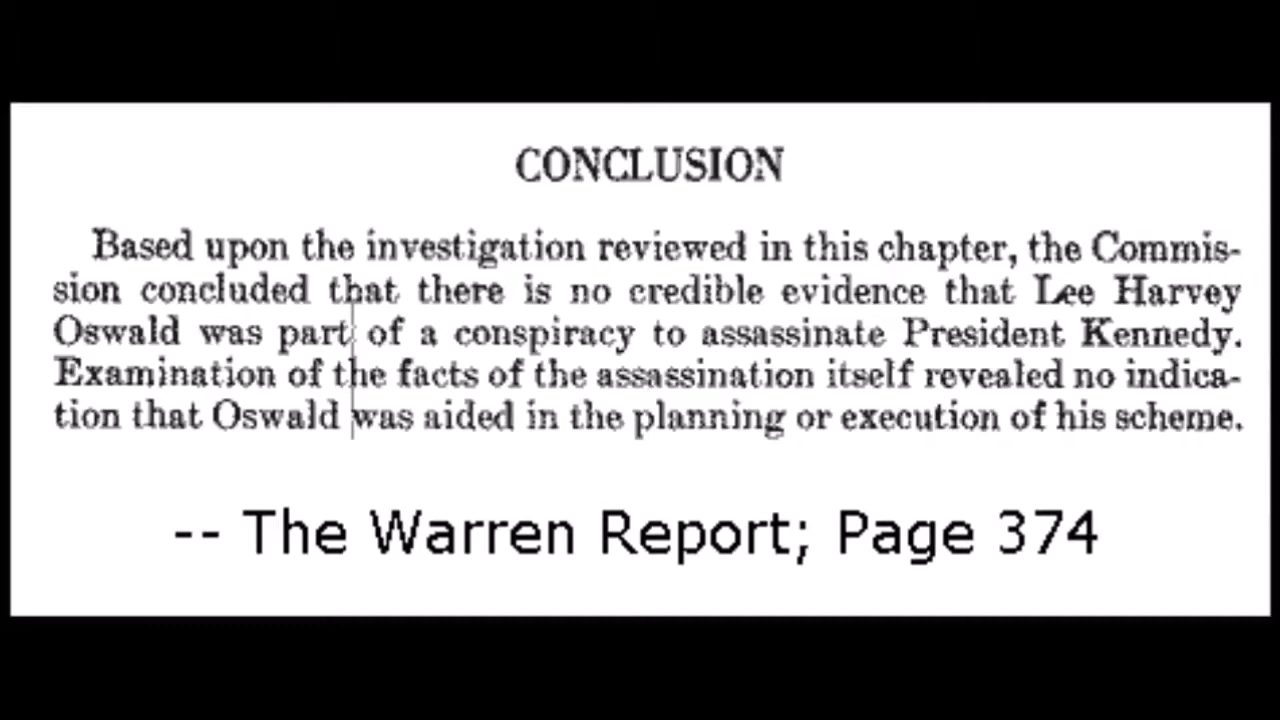 CONCLUSION
Based upon the investigation reviewed in this chapter, the Commis-
sion concluded that there is no credible evidence that Lee Harvey
Oswald was part of a conspiracy to assassinate President Kennedy.
Examination of the facts of the assassination itself revealed no indica-
tion that Oswald was aided in the planning or execution of his scheme.
-- The Warren Report; Page 374